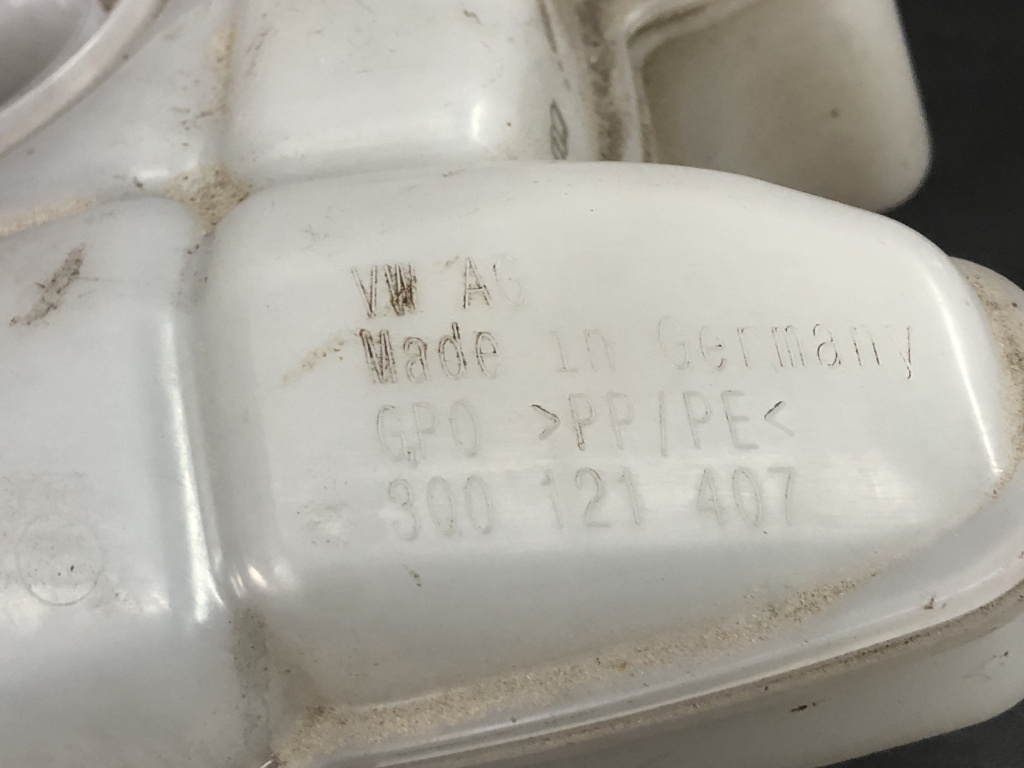 VW AG
Made in Germany
GPO >PP/PE<
3Q0 121 407